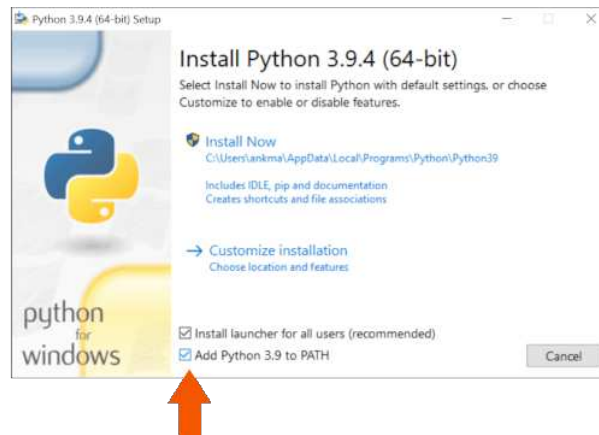 Python 3.9.4 (64-bit) Setup
Install Python 3.9.4 (64-bit)
Select Install Now to install Python with default settings, or choose
Customize to enable or disable features.
Install Now
C:\Users\ankma\AppData\Local\Programs\Python\Python39
Includes IDLE, pip and documentation
Creates shortcuts and file associations
→ Customize installation
Choose location and features
python
for
windows
Install launcher for all users (recommended)
Add Python 3.9 to PATH
Cancel